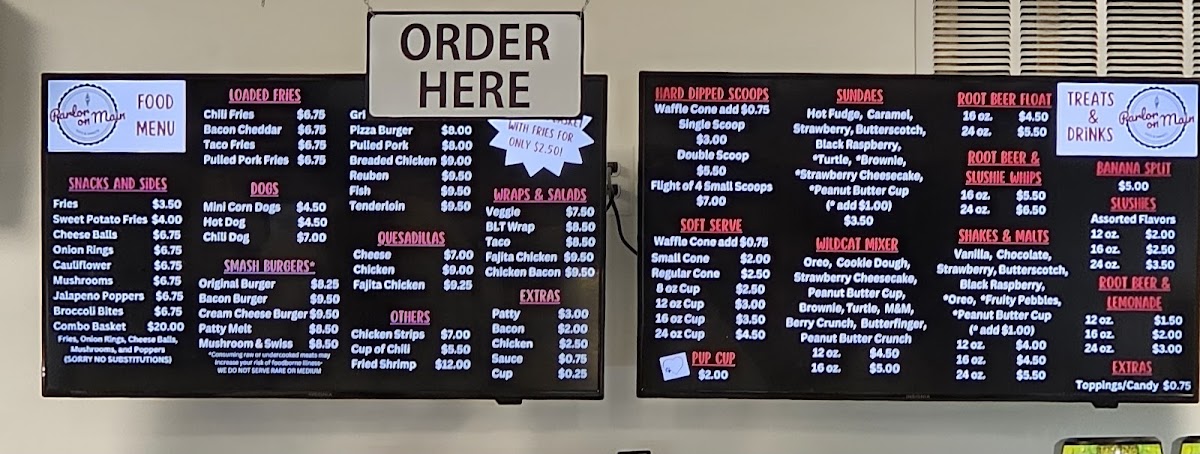 ORDER
HERE
Parlor
on Main
FOOD
MENU
SNACKS AND SIDES
Fries $3.50
Sweet Potato Fries $4.00
Cheese Balls $6.75
Onion Rings $6.75
Cauliflower $6.75
Mushrooms $6.75
Jalapeno Poppers $6.75
Broccoli Bites $6.75
Combo Basket $20.00
Fries, Onion Rings, Cheese Balls,
Mushrooms, and Poppers
(SORRY NO SUBSTITUTIONS)
LOADED FRIES
Chili Fries $6.75
Bacon Cheddar $6.75
Taco Fries $6.75
Pulled Pork Fries $6.75
DOGS
Mini Corn Dogs $4.50
Hot Dog $4.50
Chili Dog $7.00
SMASH BURGERS*
Original Burger $8.25
Bacon Burger $9.50
Cream Cheese Burger $9.50
Patty Melt $8.50
Mushroom & Swiss $8.50
*Consuming raw or undercooked meats may
increase your risk of foodborne illness-
WE DO NOT SERVE RARE OR MEDIUM
Gri
Pizza Burger $8.00
Pulled Pork $8.00
Breaded Chicken $9.00
Reuben $9.50
Fish $9.50
Tenderloin $9.50
QUESADILLAS
Cheese $7.00
Chicken $9.00
Fajita Chicken $9.25
OTHERS
Chicken Strips $7.00
Cup of Chili $5.50
Fried Shrimp $12.00
WITH FRIES FOR
ONLY $2.50!
WRAPS & SALADS
Veggie $7.50
BLT Wrap $8.50
Taco $8.50
Fajita Chicken $9.50
Chicken Bacon $9.50
EXTRAS
Patty $3.00
Bacon $2.00
Chicken $2.50
Sauce $0.75
Cup $0.25
HARD DIPPED SCOOPS
Waffle Cone add $0.75
Single Scoop
$3.00
Double Scoop
$5.50
Flight of 4 Small Scoops
$7.00
SOFT SERVE
Waffle Cone add $0.75
Small Cone $2.00
Regular Cone $2.50
8 oz Cup $2.50
12 oz Cup $3.00
16 oz Cup $3.50
24 oz Cup $4.50
PUP CUP
$2.00
SUNDAES
Hot Fudge, Caramel,
Strawberry, Butterscotch,
Black Raspberry,
*Turtle, *Brownie,
*Strawberry Cheesecake,
*Peanut Butter Cup
(* add $1.00)
$3.50
WILDCAT MIXER
Oreo, Cookie Dough,
Strawberry Cheesecake,
Peanut Butter Cup,
Brownie, Turtle, M&M,
Berry Crunch, Butterfinger,
Peanut Butter Crunch
12 oz. $4.50
16 oz. $5.00
ROOT BEER FLOAT
16 oz. $4.50
24 oz. $5.50
ROOT BEER &
SLUSHIE WHIPS
16 oz. $5.50
24 oz. $6.50
SHAKES & MALTS
Vanilla, Chocolate,
Strawberry, Butterscotch,
Black Raspberry,
*Oreo, *Fruity Pebbles,
*Peanut Butter Cup
(* add $1.00)
12 oz. $4.00
16 oz. $4.50
24 oz. $5.50
TREATS
&
DRINKS
Parlor
on Main
BANANA SPLIT
$5.00
SLUSHIES
Assorted Flavors
12 oz. $2.00
16 oz. $2.50
24 oz. $3.50
ROOT BEER &
LEMONADE
12 oz. $1.50
16 oz. $2.00
24 oz. $3.00
EXTRAS
Toppings/Candy $0.75